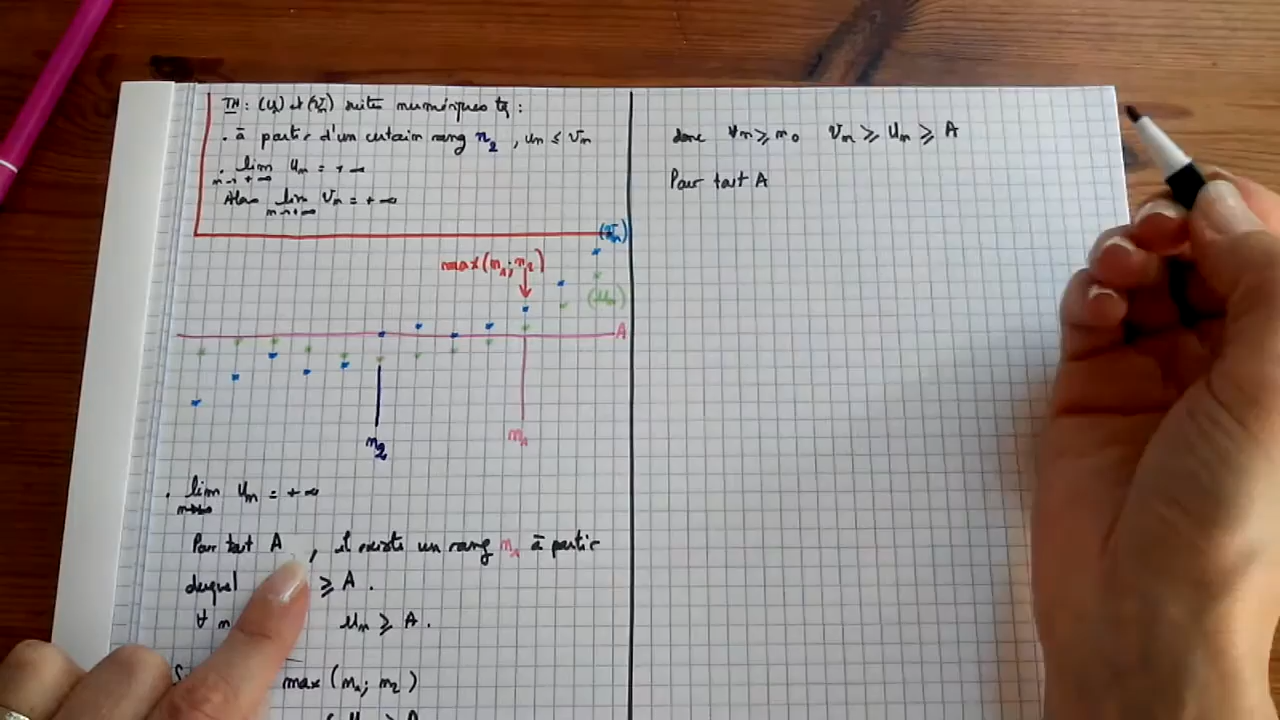 TH : (un) et (vn) suites numériques tq :
. à partir d'un certain rang n2 , un ≤ vn
. lim un = +∞
n→+∞
Alors lim vn = +∞
n→+∞
(vn)
max(n1; n2)
(un)
A
n2
n1
. lim un = +∞
n→+∞
Pour tout A , il existe un rang n1 à partir
duquel ≥ A .
∀ n un ≥ A .
max (n1; n2)
un ≥ A
donc ∀n ≥ n0 vn ≥ un ≥ A
Pour tout A